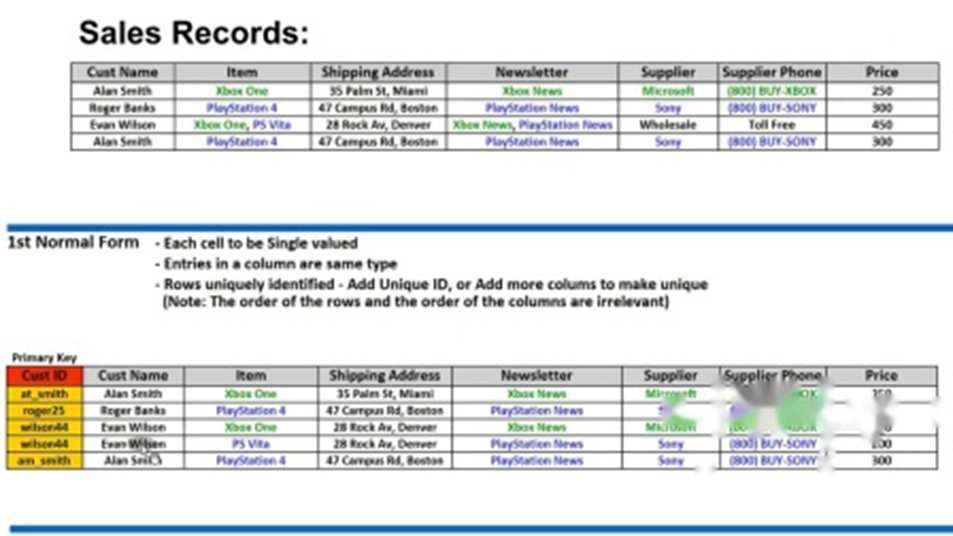 Sales Records:
Cust Name Item Shipping Address Newsletter Supplier Supplier Phone Price
Alan Smith Xbox One 35 Palm St, Miami Xbox News Microsoft (800) BUY-XBOX 250
Roger Banks PlayStation 4 47 Campus Rd, Boston PlayStation News Sony (800) BUY-SONY 300
Evan Wilson Xbox One, PS Vita 28 Rock Av, Denver Xbox News, PlayStation News Wholesale Toll Free 450
Alan Smith PlayStation 4 47 Campus Rd, Boston PlayStation News Sony (800) BUY-SONY 300
1st Normal Form - Each cell to be Single valued
- Entries in a column are same type
- Rows uniquely identified - Add Unique ID, or Add more colums to make unique
(Note: The order of the rows and the order of the columns are irrelevant)
Primary Key
Cust ID Cust Name Item Shipping Address Newsletter Supplier Supplier Phone Price
at_smith Alan Smith Xbox One 35 Palm St, Miami Xbox News Microsoft
roger25 Roger Banks PlayStation 4 47 Campus Rd, Boston PlayStation News
wilson44 Evan Wilson Xbox One 28 Rock Av, Denver Xbox News Microsoft
wilson44 Evan Wilson PS Vita 28 Rock Av, Denver PlayStation News Sony (800) BUY-SONY
am_smith Alan Smith PlayStation 4 47 Campus Rd, Boston PlayStation News Sony (800) BUY-SONY 300